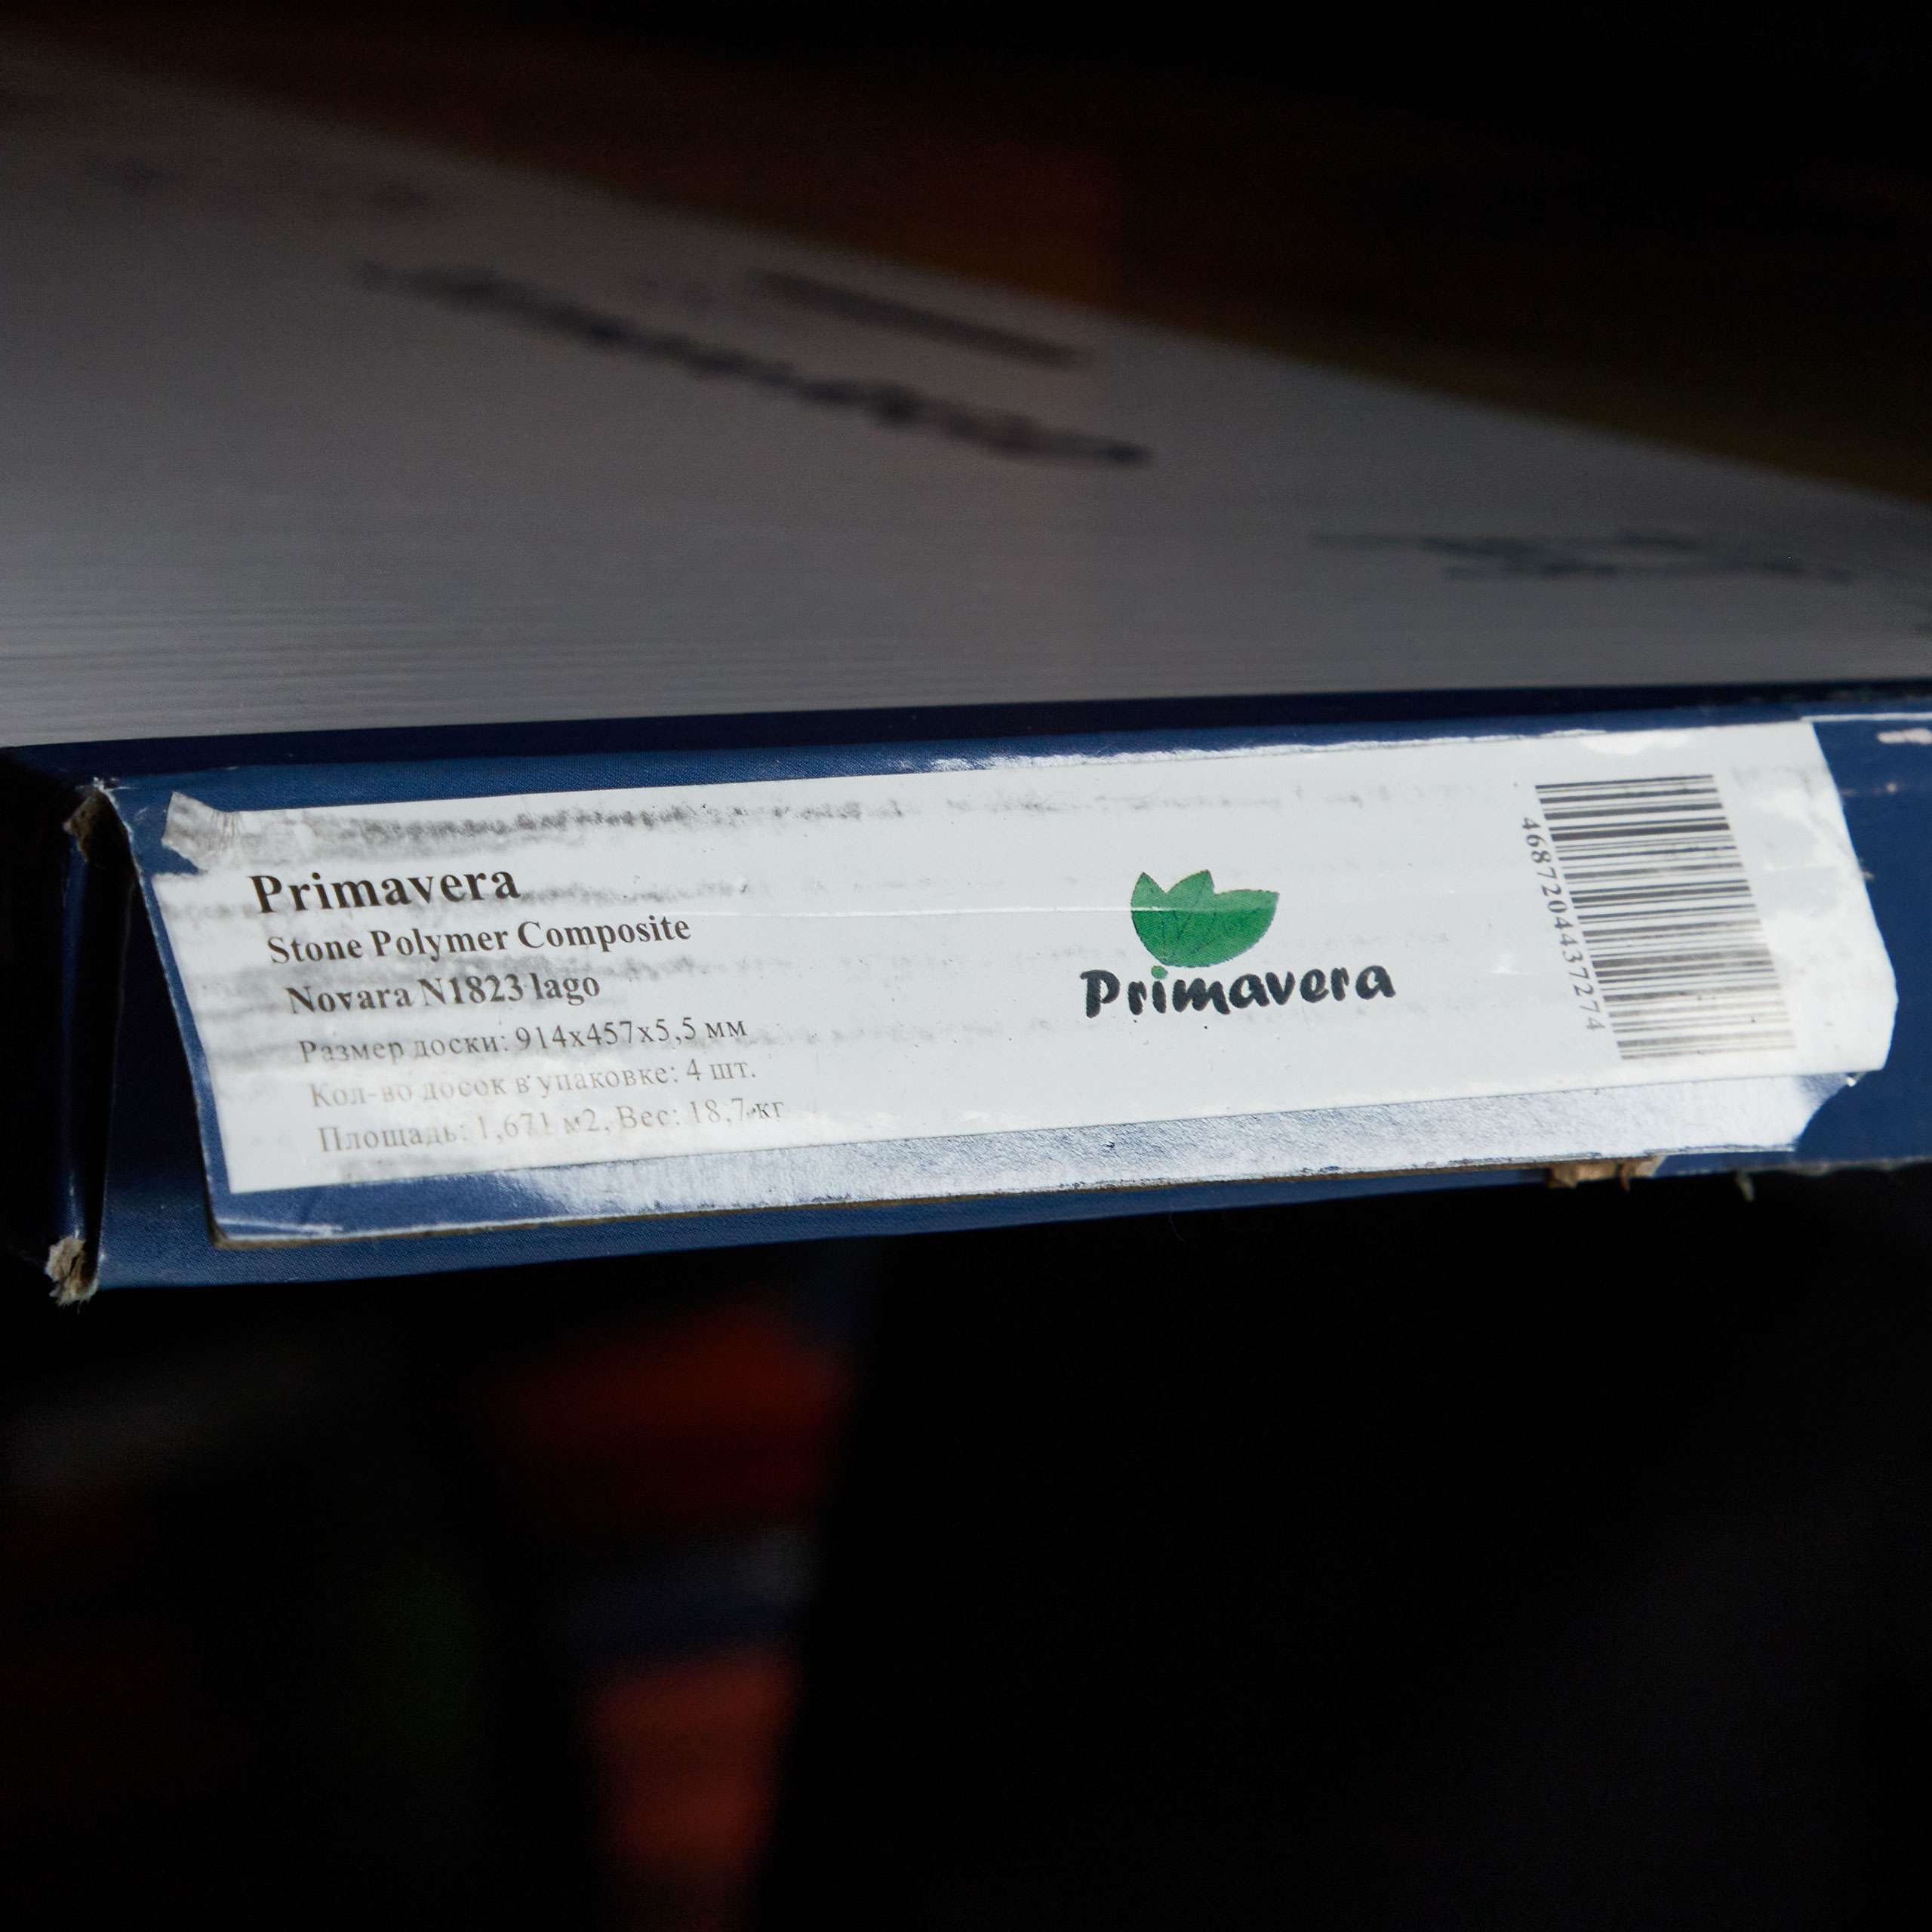 Primavera
Stone Polymer Composite
Novara N1823 lago
Размер доски: 914x457x5,5 мм
Кол-во досок в упаковке: 4 шт.
Площадь: 1,671 м2, Вес: 18,7 кг
Primavera
4687204437274